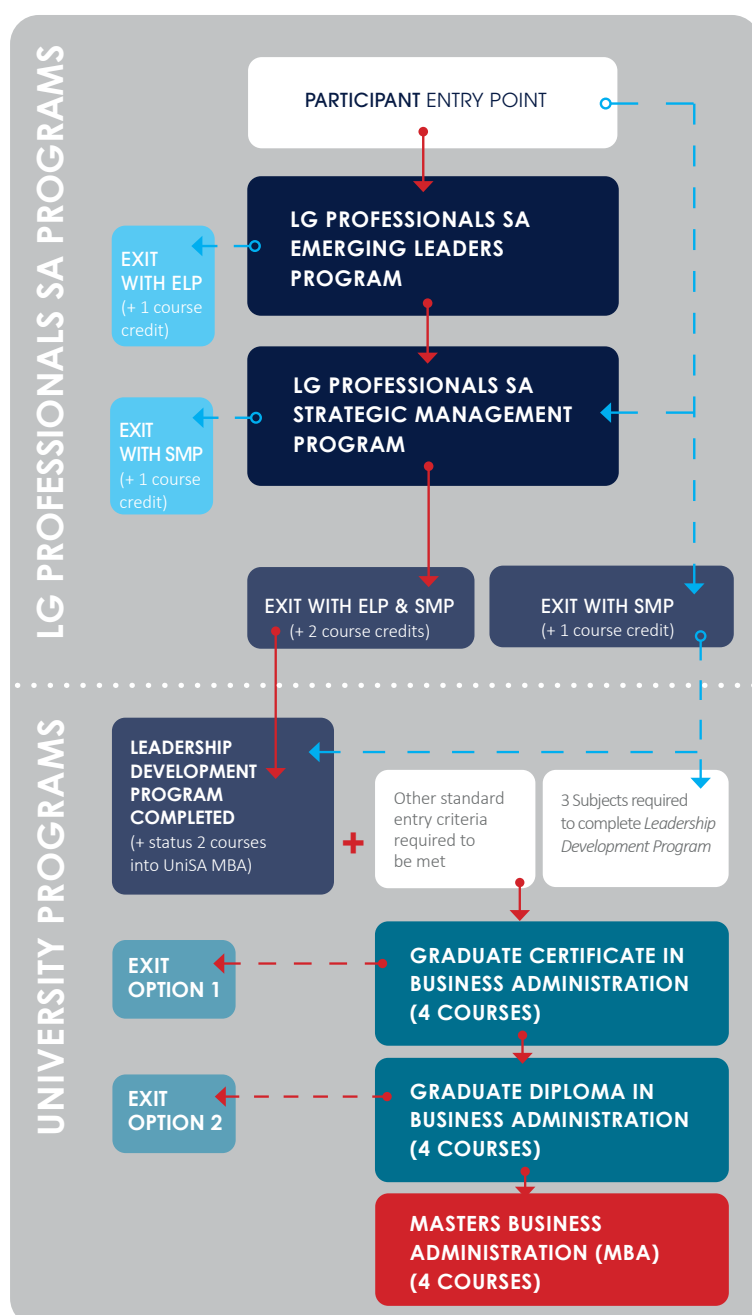 LG PROFESSIONALS SA PROGRAMS
PARTICIPANT ENTRY POINT
LG PROFESSIONALS SA
EMERGING LEADERS
PROGRAM
EXIT
WITH ELP
(+ 1 course
credit)
LG PROFESSIONALS SA
STRATEGIC MANAGEMENT
PROGRAM
EXIT
WITH SMP
(+ 1 course
credit)
EXIT WITH ELP & SMP
(+ 2 course credits)
EXIT WITH SMP
(+ 1 course credit)
UNIVERSITY PROGRAMS
LEADERSHIP
DEVELOPMENT
PROGRAM
COMPLETED
(+ status 2 courses
into UniSA MBA)
+
Other standard
entry criteria
required to
be met
3 Subjects required
to complete Leadership
Development Program
GRADUATE CERTIFICATE IN
BUSINESS ADMINISTRATION
(4 COURSES)
EXIT
OPTION 1
GRADUATE DIPLOMA IN
BUSINESS ADMINISTRATION
(4 COURSES)
EXIT
OPTION 2
MASTERS BUSINESS
ADMINISTRATION (MBA)
(4 COURSES)